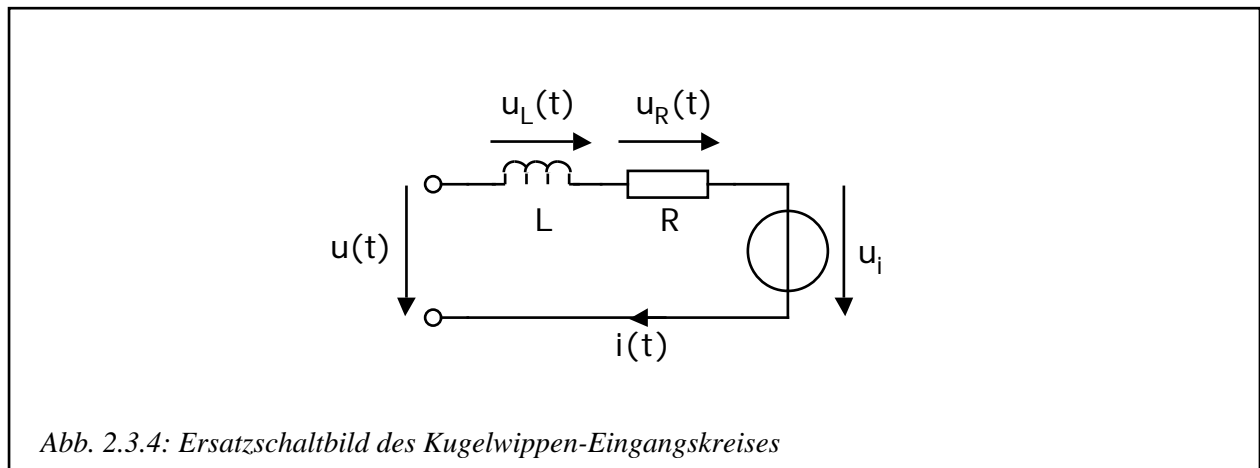 u_L(t) u_R(t)
L R
u(t) u_i
i(t)
Abb. 2.3.4: Ersatzschaltbild des Kugelwippen-Eingangskreises